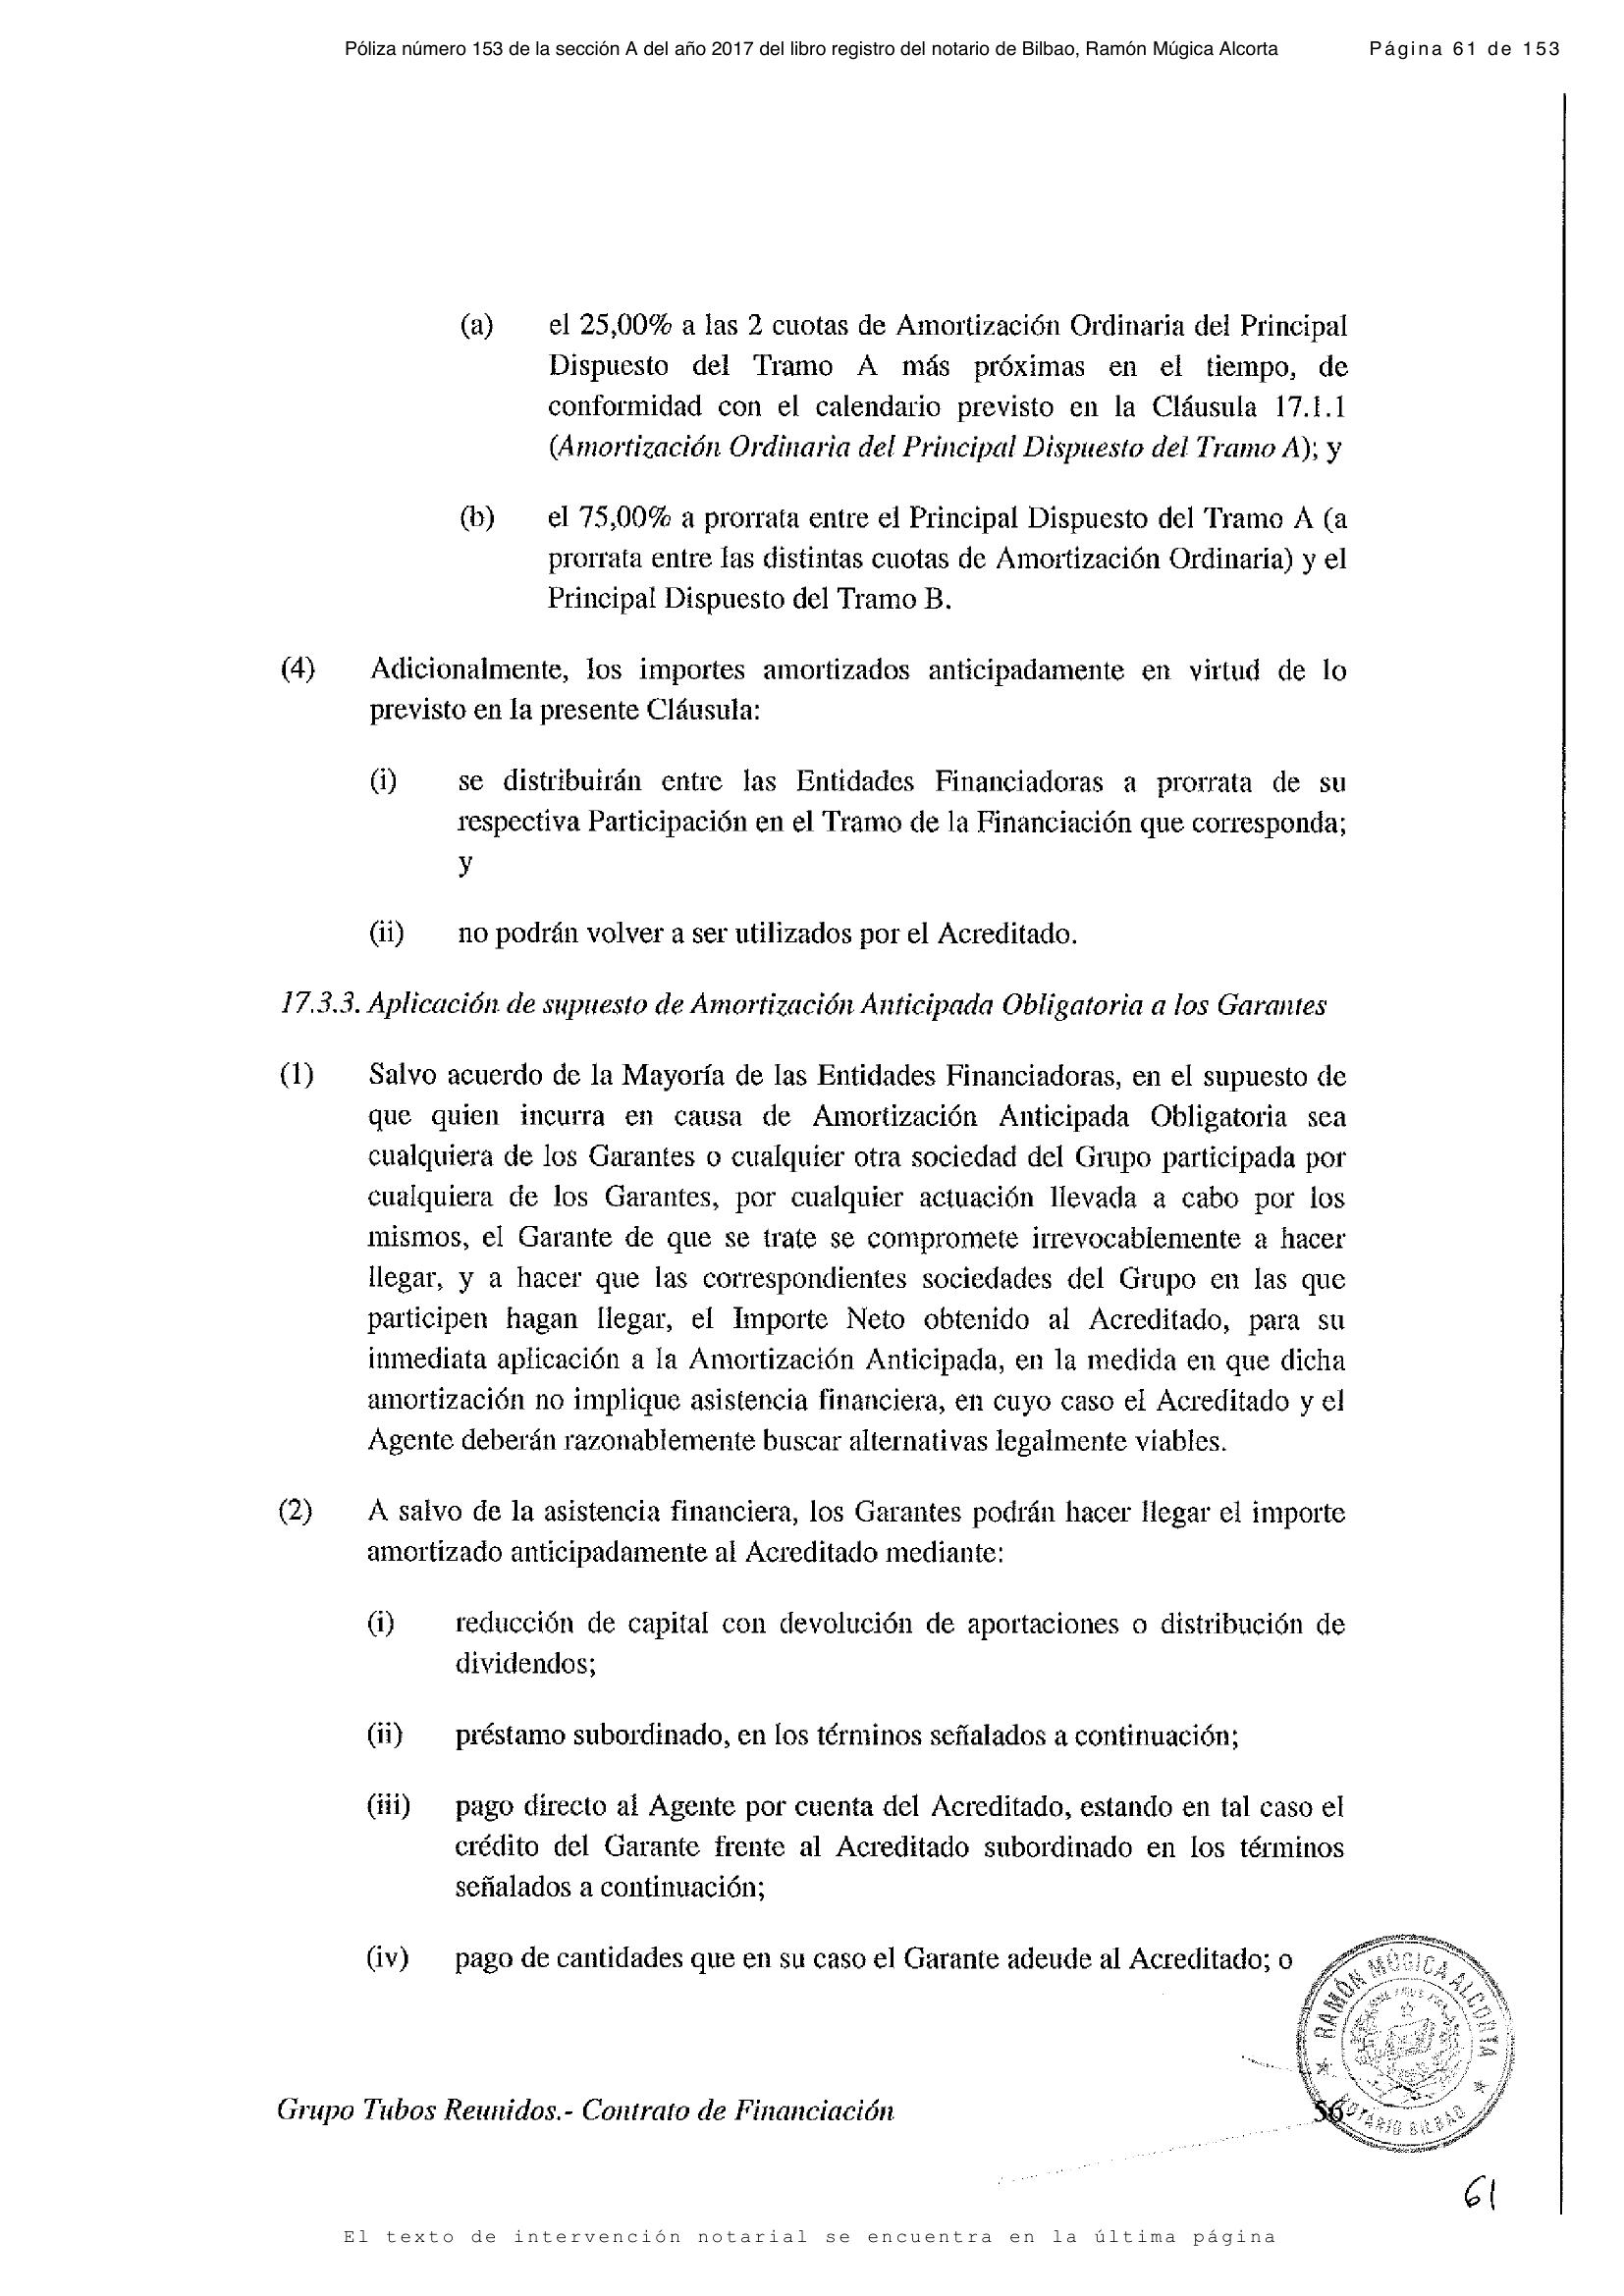 Póliza número 153 de la sección A del año 2017 del libro registro del notario de Bilbao, Ramón Múgica Alcorta Página 61 de 153
(a) el 25,00% a las 2 cuotas de Amortización Ordinaria del Principal
Dispuesto del Tramo A más próximas en el tiempo, de
conformidad con el calendario previsto en la Cláusula 17.1.1
(Amortización Ordinaria del Principal Dispuesto del Tramo A); y
(b) el 75,00% a prorrata entre el Principal Dispuesto del Tramo A (a
prorrata entre las distintas cuotas de Amortización Ordinaria) y el
Principal Dispuesto del Tramo B.
(4) Adicionalmente, los importes amortizados anticipadamente en virtud de lo
previsto en la presente Cláusula:
(i) se distribuirán entre las Entidades Financiadoras a prorrata de su
respectiva Participación en el Tramo de la Financiación que corresponda;
y
(ii) no podrán volver a ser utilizados por el Acreditado.
17.3.3. Aplicación de supuesto de Amortización Anticipada Obligatoria a los Garantes
(1) Salvo acuerdo de la Mayoría de las Entidades Financiadoras, en el supuesto de
que quien incurra en causa de Amortización Anticipada Obligatoria sea
cualquiera de los Garantes o cualquier otra sociedad del Grupo participada por
cualquiera de los Garantes, por cualquier actuación llevada a cabo por los
mismos, el Garante de que se trate se compromete irrevocablemente a hacer
llegar, y a hacer que las correspondientes sociedades del Grupo en las que
participen hagan llegar, el Importe Neto obtenido al Acreditado, para su
inmediata aplicación a la Amortización Anticipada, en la medida en que dicha
amortización no implique asistencia financiera, en cuyo caso el Acreditado y el
Agente deberán razonablemente buscar alternativas legalmente viables.
(2) A salvo de la asistencia financiera, los Garantes podrán hacer llegar el importe
amortizado anticipadamente al Acreditado mediante:
(i) reducción de capital con devolución de aportaciones o distribución de
dividendos;
(ii) préstamo subordinado, en los términos señalados a continuación;
(iii) pago directo al Agente por cuenta del Acreditado, estando en tal caso el
crédito del Garante frente al Acreditado subordinado en los términos
señalados a continuación;
(iv) pago de cantidades que en su caso el Garante adeude al Acreditado; o
RAMÓN MÚGICA ALCORTA
NOTARIO BILBAO
Grupo Tubos Reunidos.- Contrato de Financiación 56
61
El texto de intervención notarial se encuentra en la última página